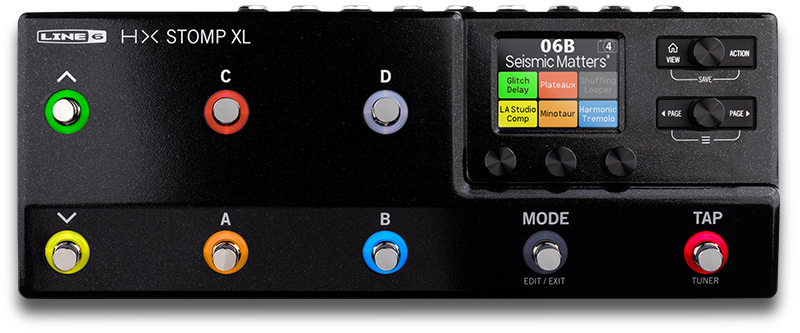 LINE 6 HX STOMP XL
C
D
06B 4
Seismic Matters*
Glitch Delay
Plateaux
Shuffling Looper
LA Studio Comp
Minotaur
Harmonic Tremolo
VIEW
ACTION
SAVE
PAGE
PAGE
A
B
MODE
EDIT / EXIT
TAP
TUNER